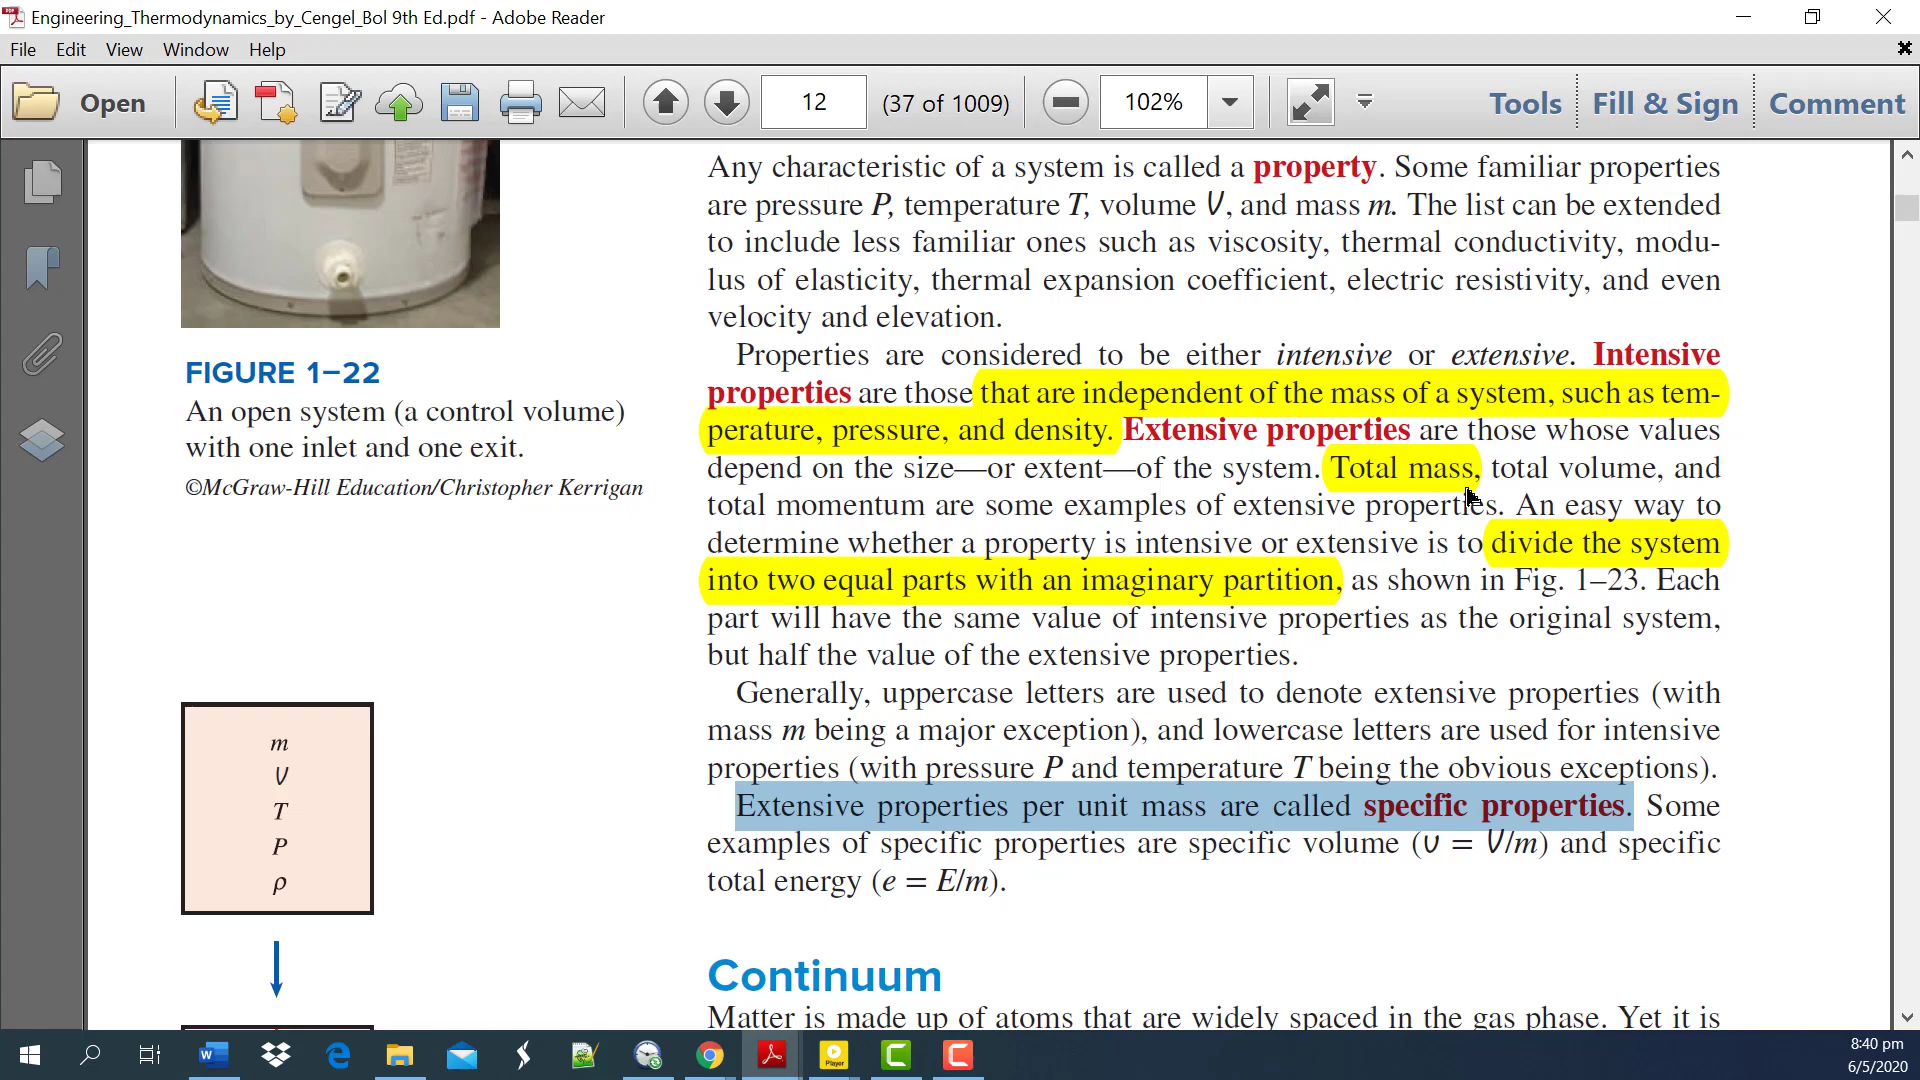 Engineering_Thermodynamics_by_Cengel_Bol 9th Ed.pdf - Adobe Reader
File Edit View Window Help
Open
12
(37 of 1009)
102%
Tools
Fill & Sign
Comment
Any characteristic of a system is called a property. Some familiar properties
are pressure P, temperature T, volume V, and mass m. The list can be extended
to include less familiar ones such as viscosity, thermal conductivity, modu-
lus of elasticity, thermal expansion coefficient, electric resistivity, and even
velocity and elevation.
Properties are considered to be either intensive or extensive. Intensive
properties are those that are independent of the mass of a system, such as tem-
perature, pressure, and density. Extensive properties are those whose values
depend on the size—or extent—of the system. Total mass, total volume, and
total momentum are some examples of extensive properties. An easy way to
determine whether a property is intensive or extensive is to divide the system
into two equal parts with an imaginary partition, as shown in Fig. 1–23. Each
part will have the same value of intensive properties as the original system,
but half the value of the extensive properties.
Generally, uppercase letters are used to denote extensive properties (with
mass m being a major exception), and lowercase letters are used for intensive
properties (with pressure P and temperature T being the obvious exceptions).
Extensive properties per unit mass are called specific properties. Some
examples of specific properties are specific volume (υ = V/m) and specific
total energy (e = E/m).
Continuum
Matter is made up of atoms that are widely spaced in the gas phase. Yet it is
FIGURE 1–22
An open system (a control volume)
with one inlet and one exit.
©McGraw-Hill Education/Christopher Kerrigan
m
V
T
P
ρ
Player
8:40 pm
6/5/2020